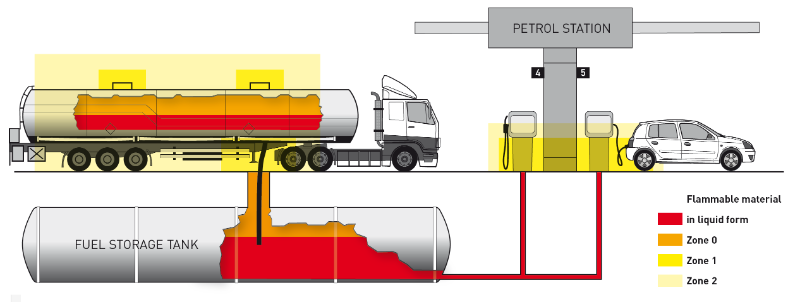 PETROL STATION
4 5
FUEL STORAGE TANK
Flammable material
in liquid form
Zone 0
Zone 1
Zone 2